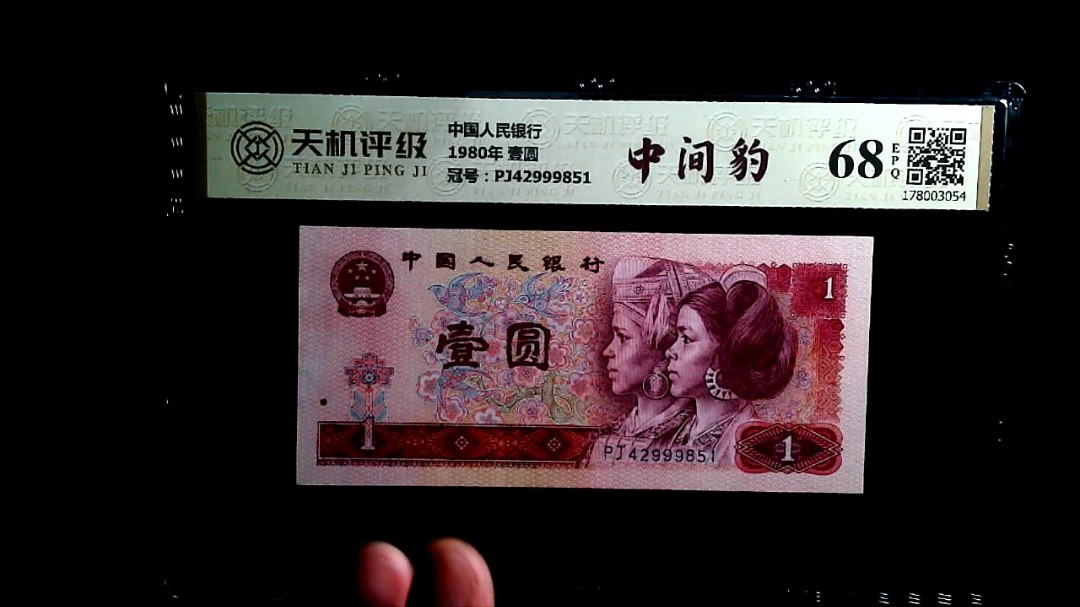 天机评级
TIAN JI PING JI
中国人民银行
1980年 壹圆
冠号：PJ42999851
中间豹
68
EPQ
178003054
中国人民银行
壹圆
1
1
PJ42999851
1